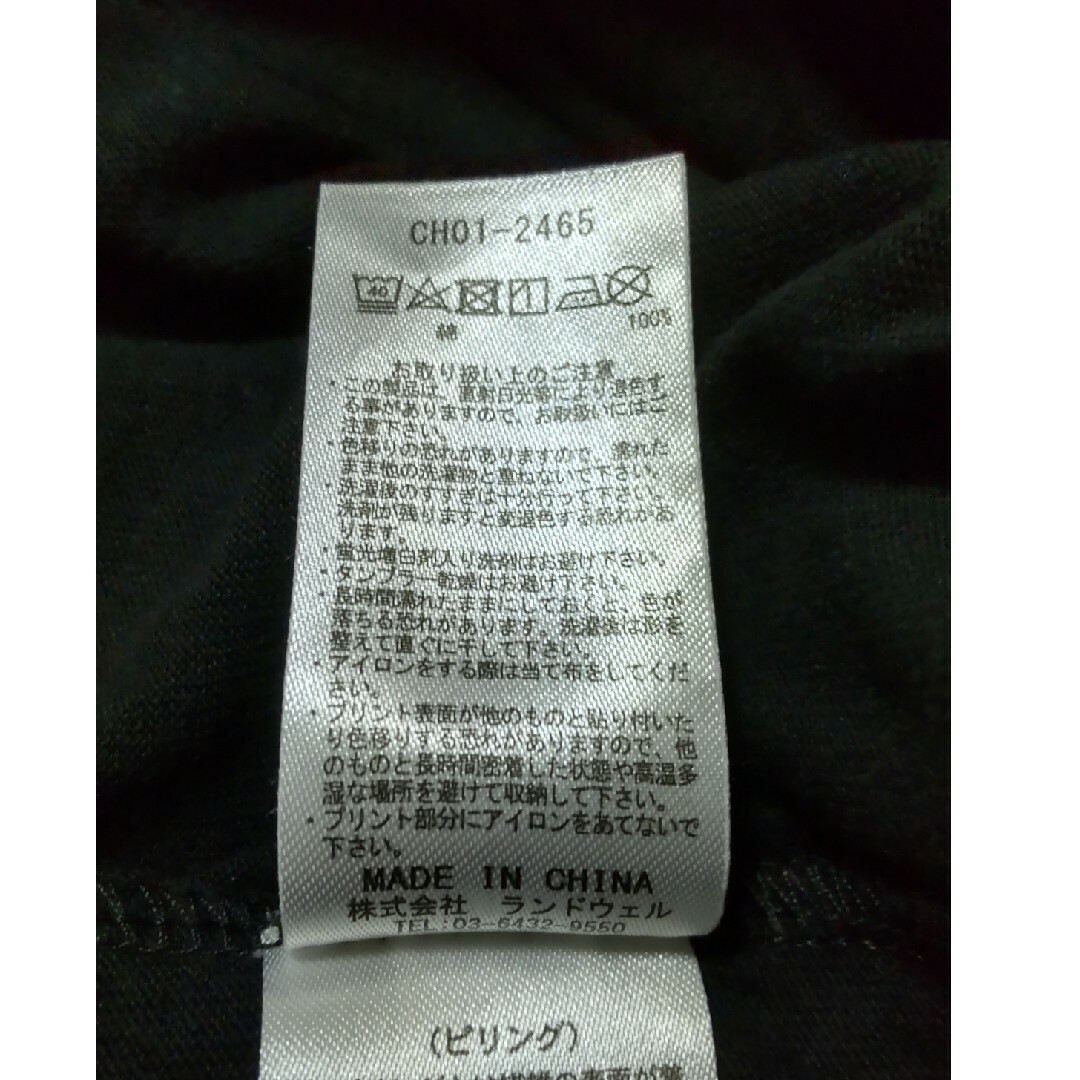 CH01-2465
40
綿 100%
お取り扱い上のご注意
・この製品は、直射日光等により退色す
る事がありますので、お取扱いにはご
注意下さい。
・色移りの恐れがありますので、濡れた
まま他の洗濯物と重ねないで下さい。
・洗濯後のすすぎは十分行って下さい。
洗剤が残りますと変退色する恐れがあ
ります。
・蛍光増白剤入り洗剤はお避け下さい。
・タンブラー乾燥はお避け下さい。
・長時間濡れたままにしておくと、色が
落ちる恐れがあります。洗濯後は形を
整えて直ぐに干して下さい。
・アイロンをする際は当て布をしてくだ
さい。
・プリント表面が他のものと貼り付いた
り色移りする恐れがありますので、他
のものと長時間密着した状態や高温多
湿な場所を避けて収納して下さい。
・プリント部分にアイロンをあてないで
下さい。
MADE IN CHINA
株式会社 ランドウェル
TEL:03-6432-9550
(ピリング)